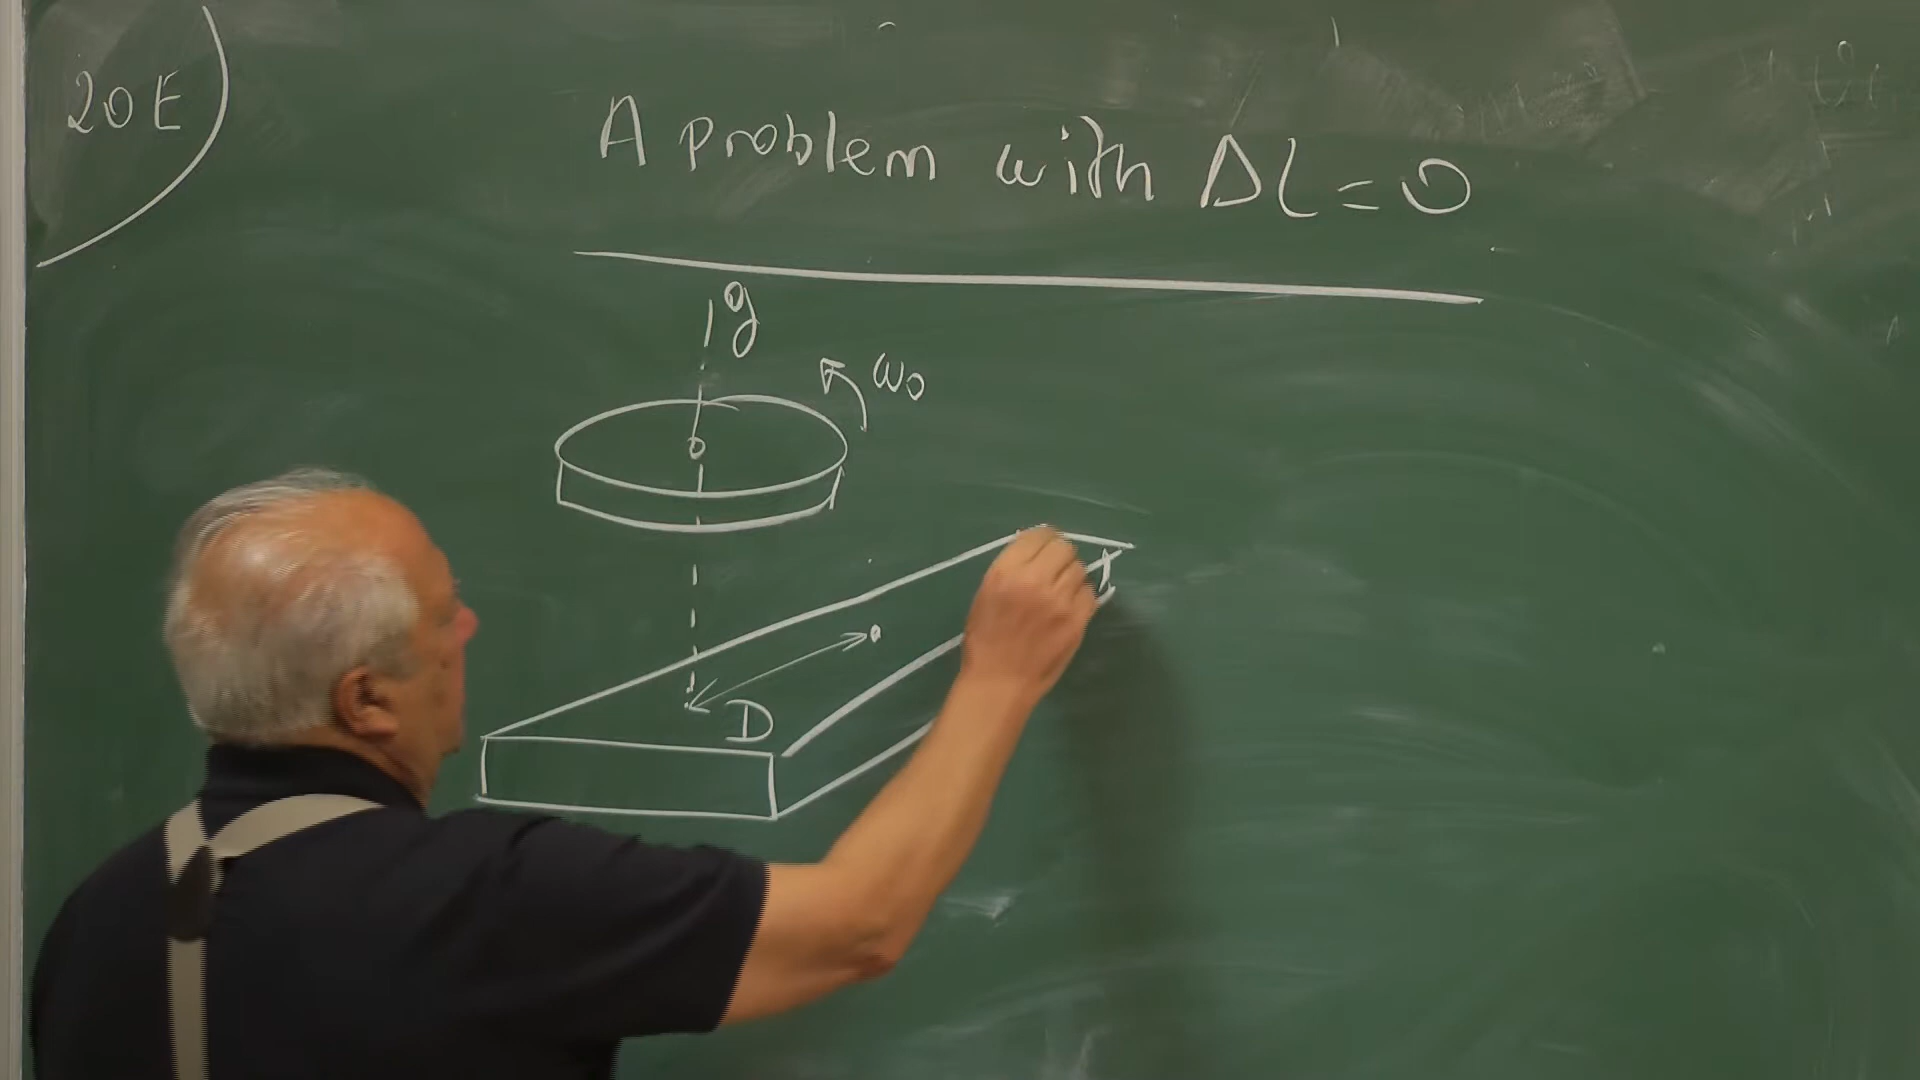 20E
A problem with ΔL = 0
y
ω0
D